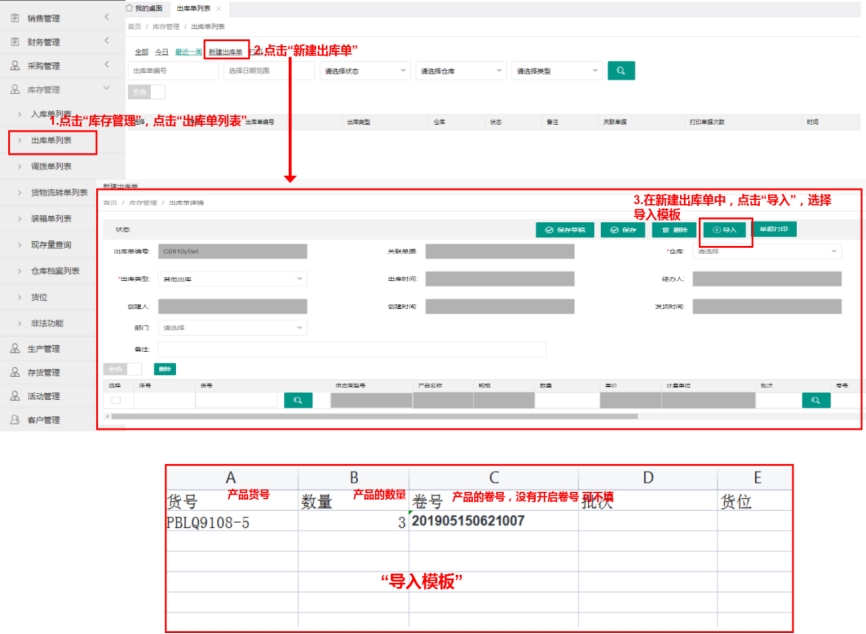 销售管理
财务管理
采购管理
库存管理
入库单列表
出库单列表
调拨单列表
货物流转单列表
装箱单列表
现存量查询
仓库档案列表
货位
非法功能
生产管理
存货管理
活动管理
客户管理
我的桌面 出库单列表 ×
首页 / 库存管理 / 出库单列表
全部 今日 最近一周 新建出库单
2.点击“新建出库单”
出库单编号 选择日期范围 请选择状态 请选择仓库 请选择类型
全选
1.点击“库存管理”，点击“出库单列表”
出库单编号 出库类型 仓库 状态 备注 关联单据 打印单据次数 时间
新建出库单
首页 / 库存管理 / 出库单详情
3.在新建出库单中，点击“导入”，选择
导入模板
状态: 保存草稿 保存 删除 导入 单据打印
出库单编号: 关联单据: *仓库: 请选择
*出库类型: 其他出库 出库时间: 经办人:
创建人: 创建时间: 发货时间:
部门: 请选择
备注:
全选 删除
选择 序号 货号 供应商型号 产品名称 规格 数量 单价 计量单位 批次 卷号
A B C D E
货号 产品货号 数量 产品的数量 卷号 产品的卷号，没有开启卷号 可不填 批次 货位
PBLQ9108-5 3 201905150621007
“导入模板”